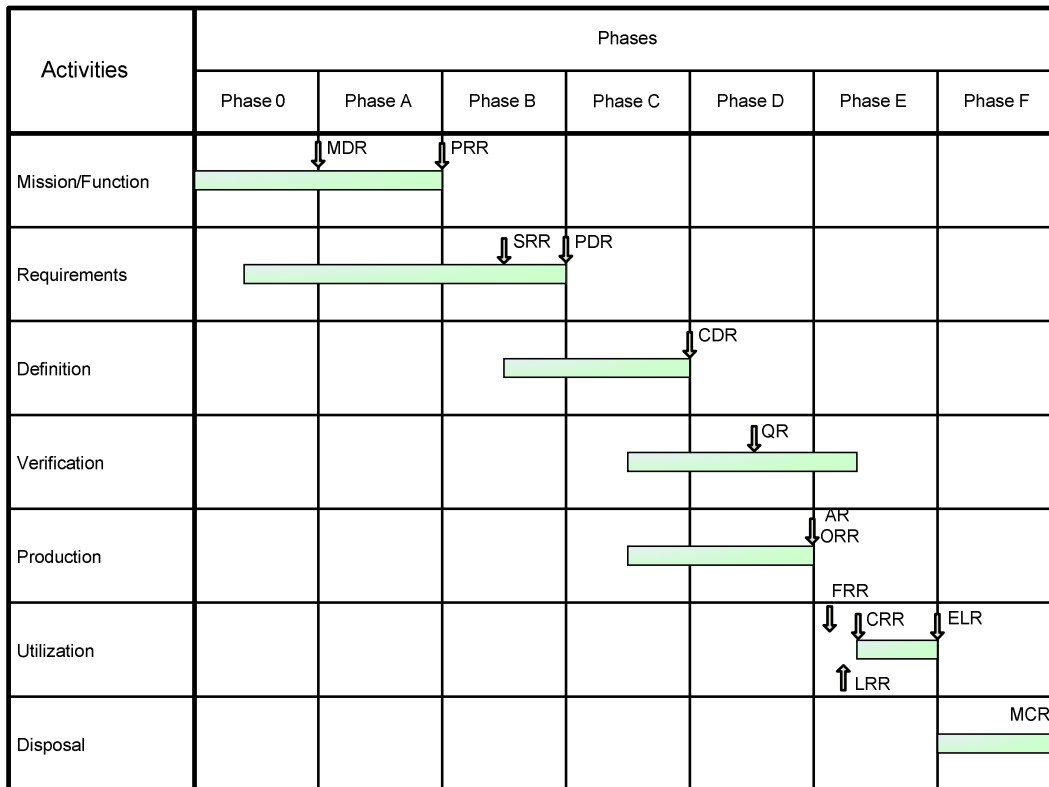 Activities
Phases
Phase 0
Phase A
Phase B
Phase C
Phase D
Phase E
Phase F
Mission/Function
MDR
PRR
Requirements
SRR
PDR
Definition
CDR
Verification
QR
Production
AR
ORR
Utilization
FRR
CRR
ELR
LRR
Disposal
MCR